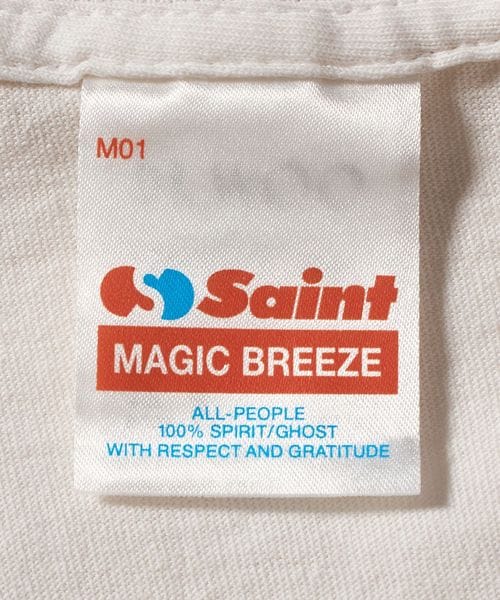 M01
Saint
MAGIC BREEZE
ALL-PEOPLE
100% SPIRIT/GHOST
WITH RESPECT AND GRATITUDE